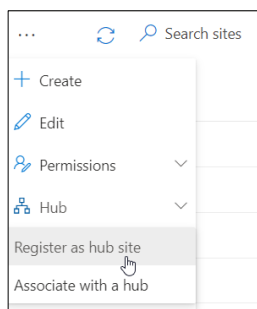 ...
Search sites
Create
Edit
Permissions
Hub
Register as hub site
Associate with a hub